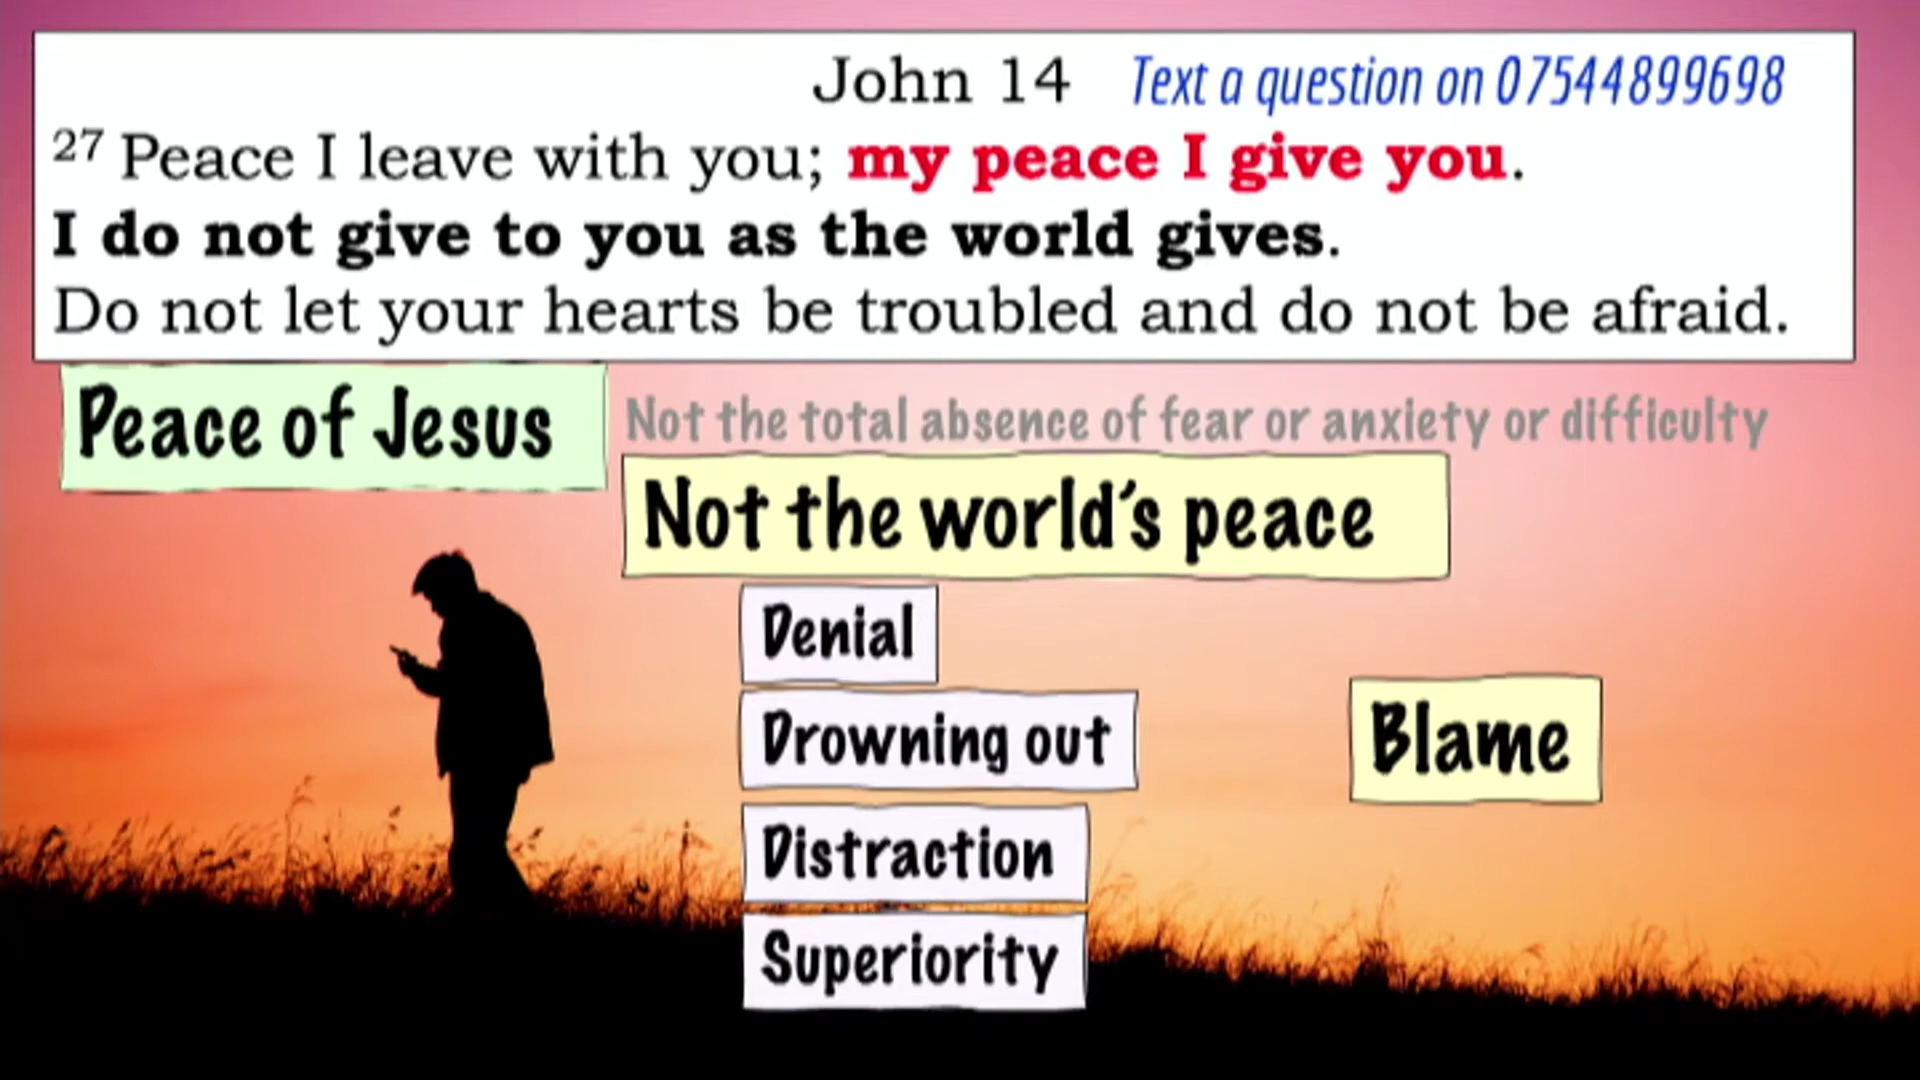 John 14 Text a question on 07544899698
27 Peace I leave with you; my peace I give you.
I do not give to you as the world gives.
Do not let your hearts be troubled and do not be afraid.
Peace of Jesus
Not the total absence of fear or anxiety or difficulty
Not the world's peace
Denial
Drowning out
Blame
Distraction
Superiority